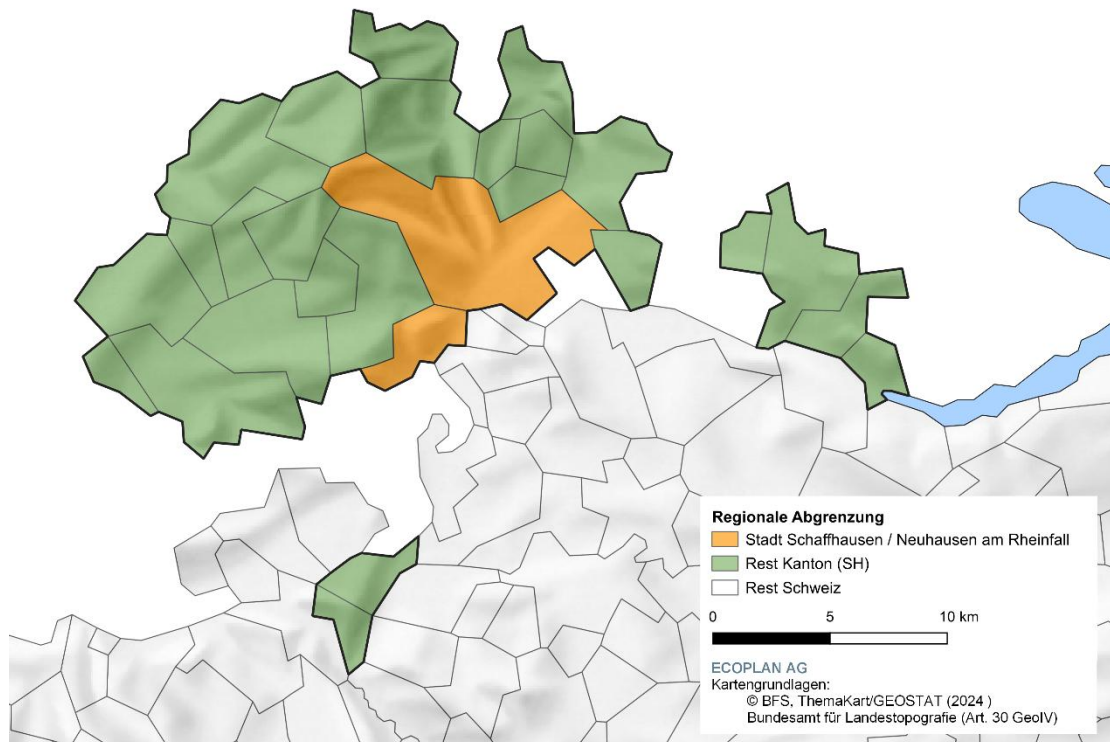 Regionale Abgrenzung
Stadt Schaffhausen / Neuhausen am Rheinfall
Rest Kanton (SH)
Rest Schweiz
0 5 10 km
ECOPLAN AG
Kartengrundlagen:
© BFS, ThemaKart/GEOSTAT (2024 )
Bundesamt für Landestopografie (Art. 30 GeoIV)